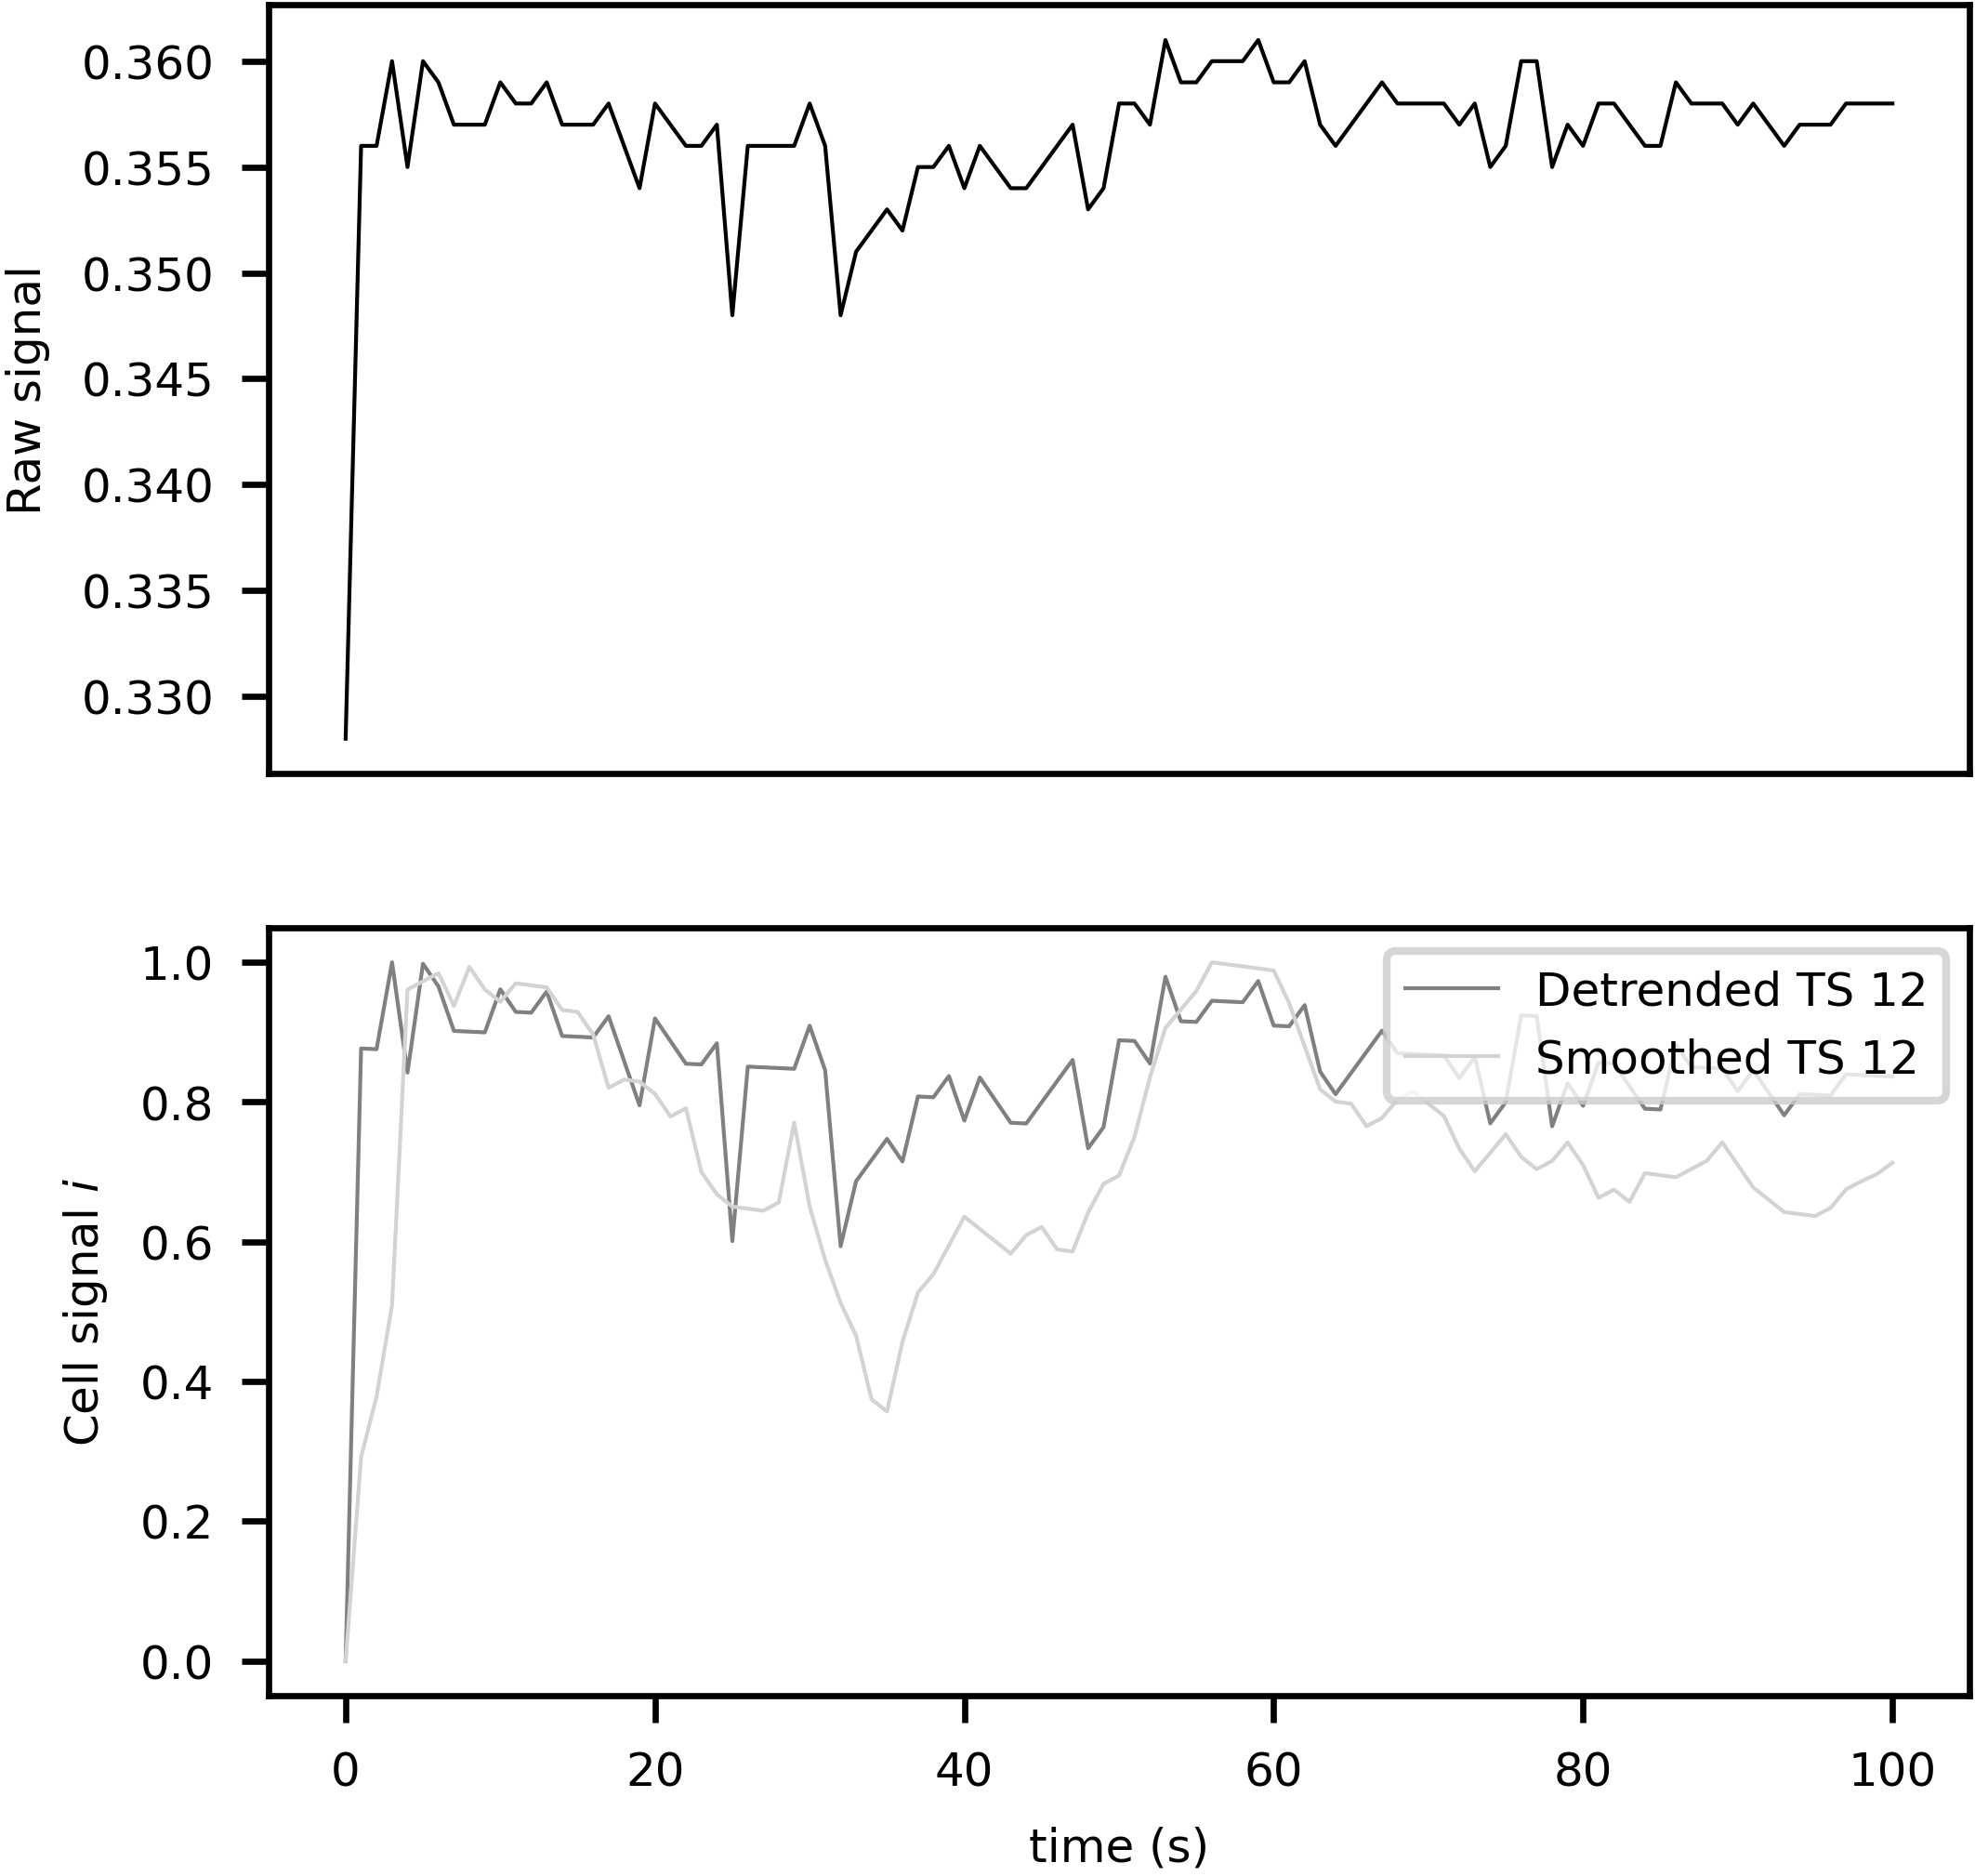 0.360
0.355
0.350
0.345
0.340
0.335
0.330
Raw signal
1.0
0.8
0.6
0.4
0.2
0.0
Cell signal i
Detrended TS 12
Smoothed TS 12
0 20 40 60 80 100
time (s)